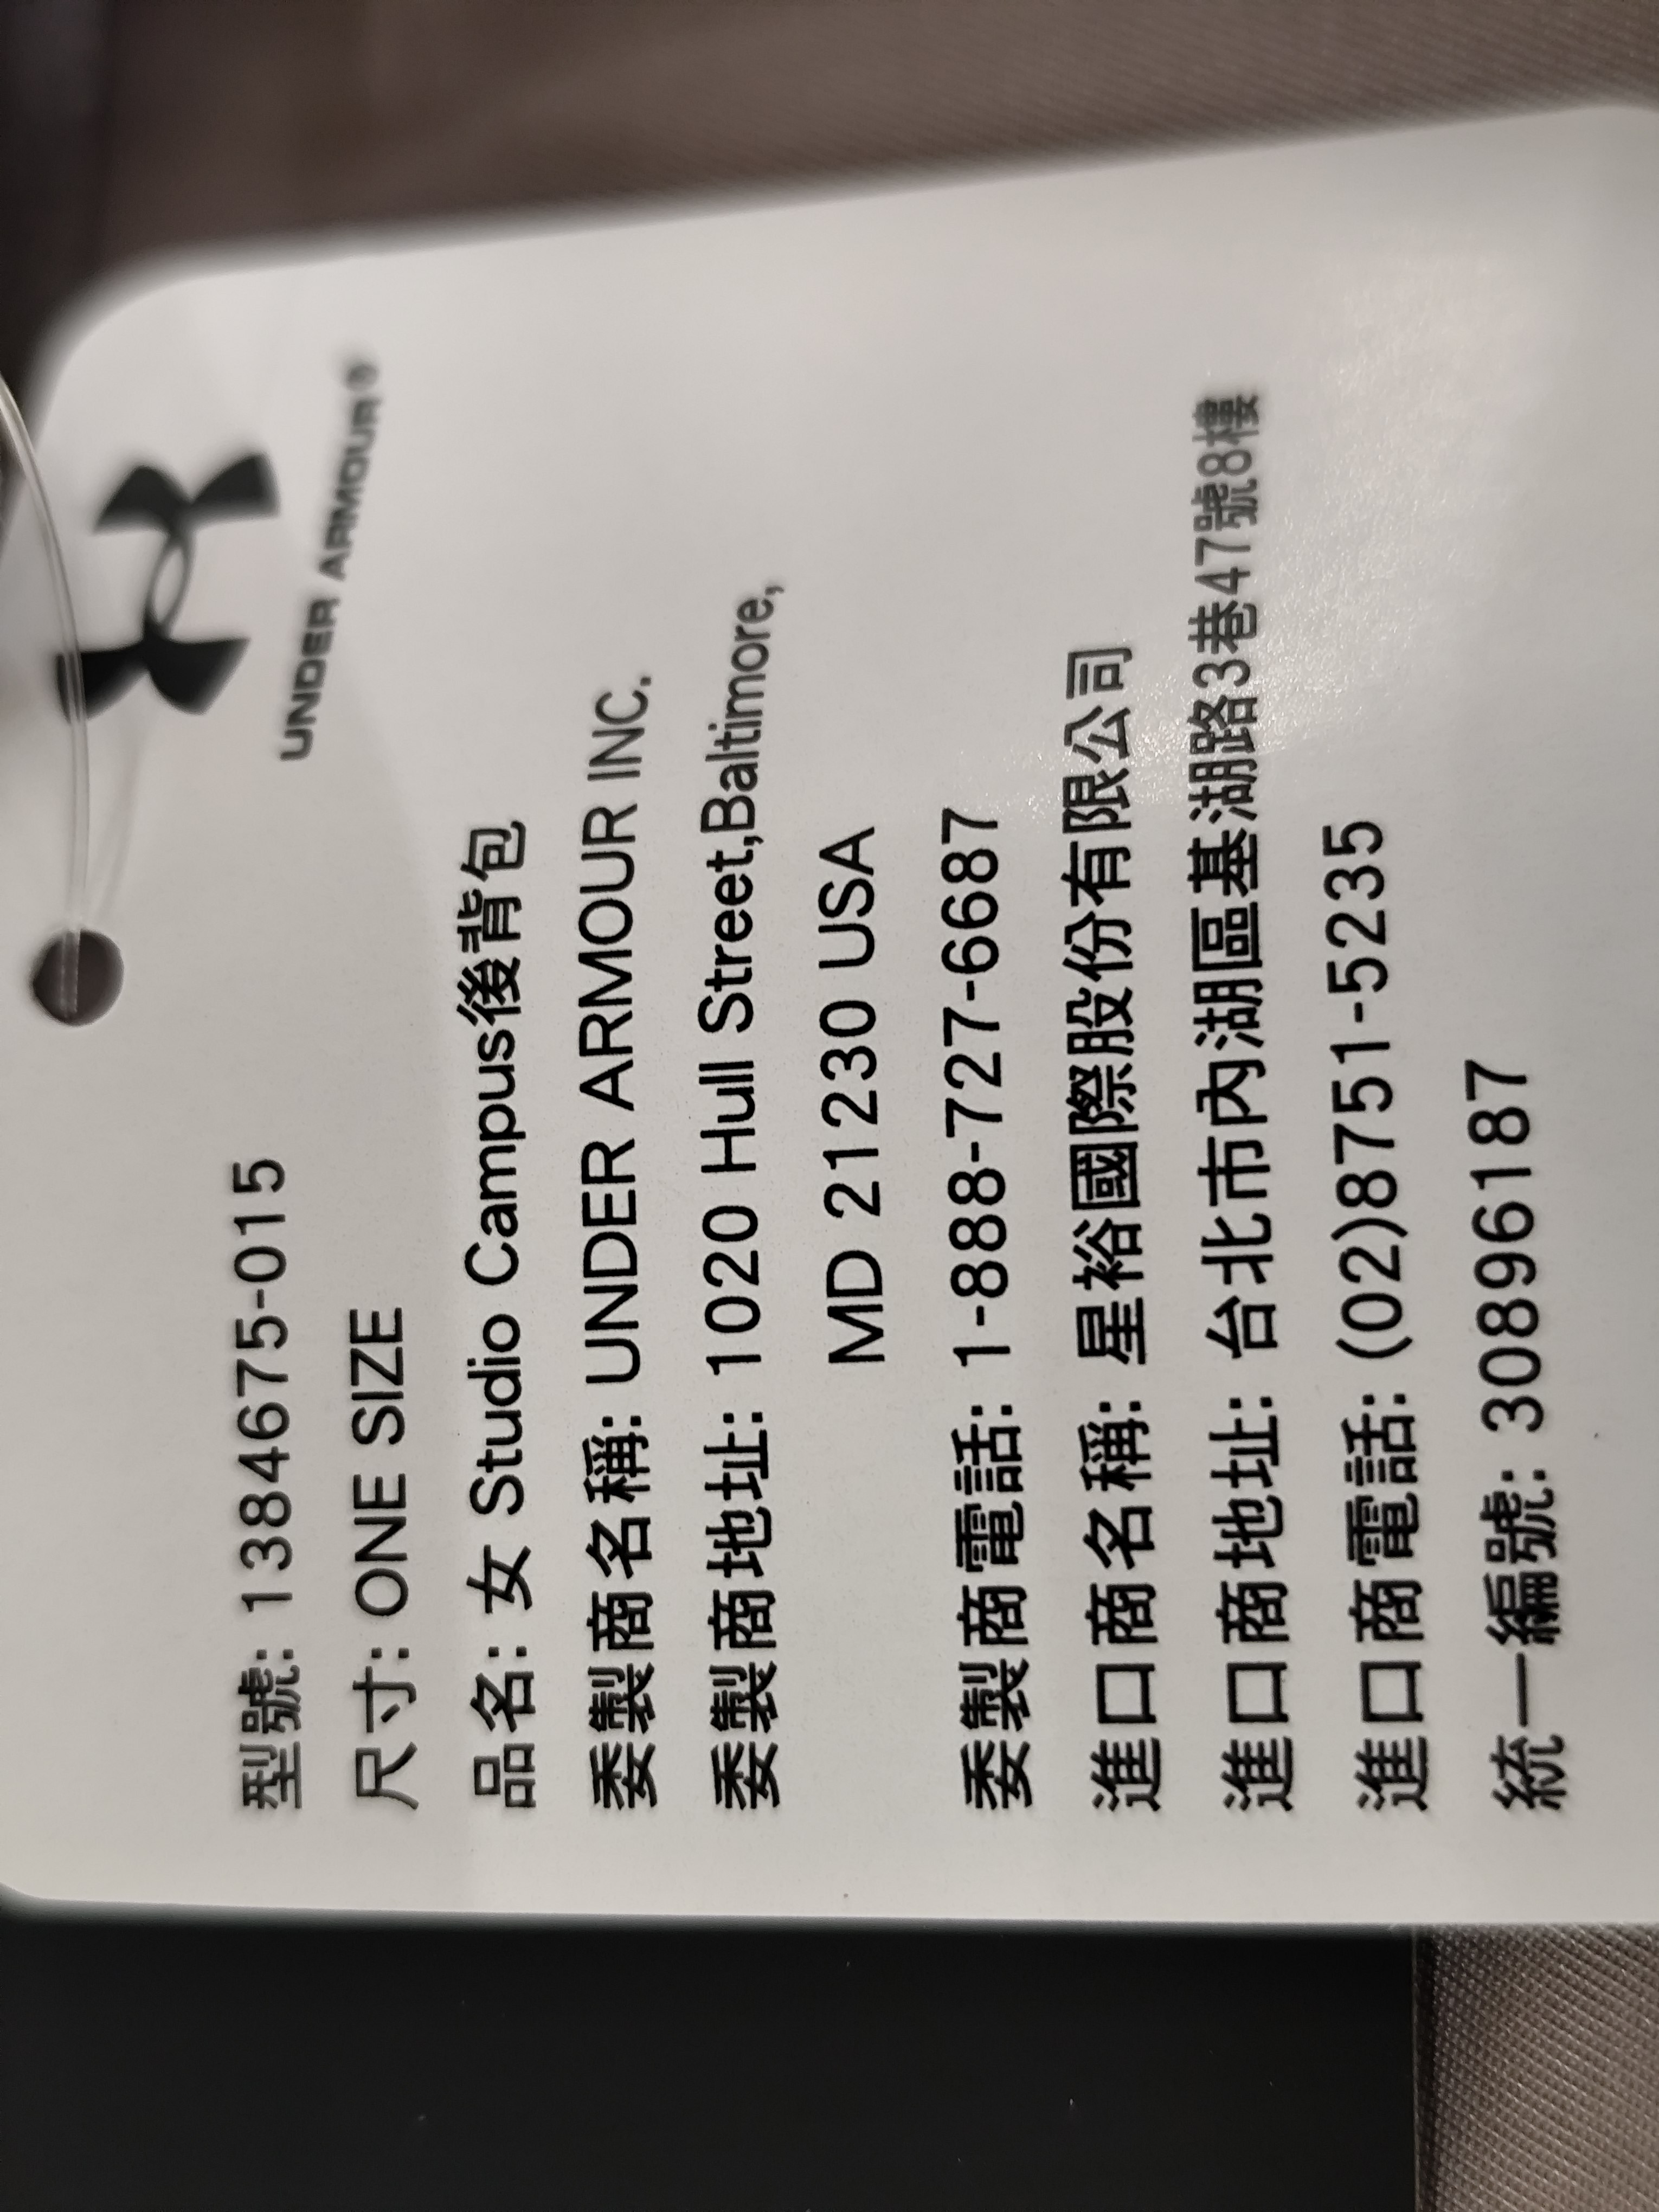 UNDER ARMOUR®
型號: 1384675-015
尺寸: ONE SIZE
品名: 女 Studio Campus後背包
委製商名稱: UNDER ARMOUR INC.
委製商地址: 1020 Hull Street,Baltimore,
MD 21230 USA
委製商電話: 1-888-727-6687
進口商名稱: 星裕國際股份有限公司
進口商地址: 台北市內湖區基湖路3巷47號8樓
進口商電話: (02)8751-5235
統一編號: 30896187